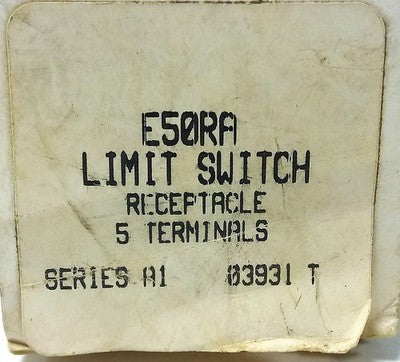 E50RA
LIMIT SWITCH
RECEPTACLE
5 TERMINALS
SERIES A1 03931 T